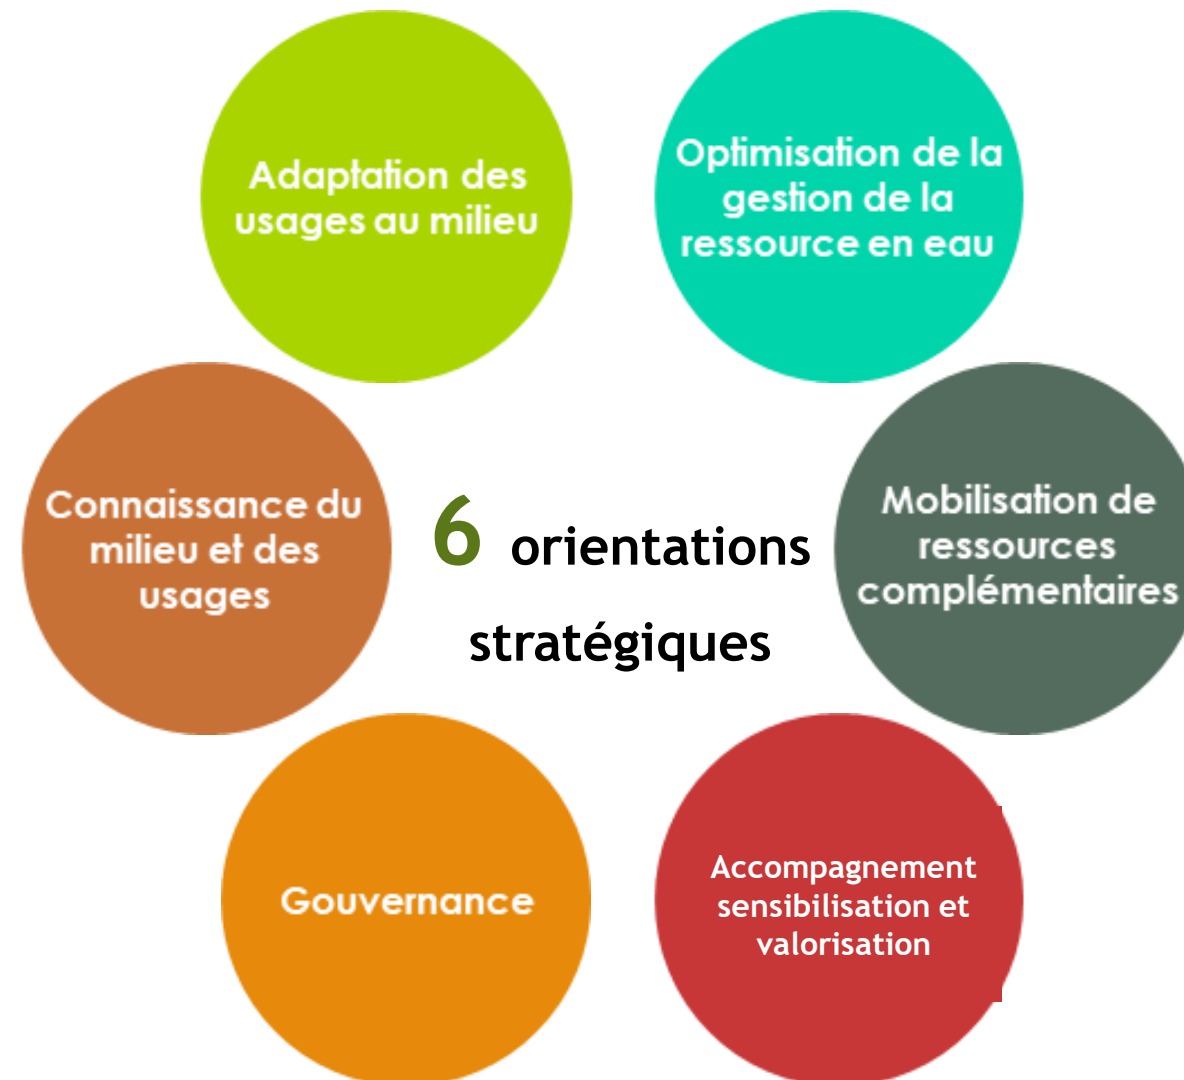 Adaptation des
usages au milieu
Optimisation de la
gestion de la
ressource en eau
Connaissance du
milieu et des
usages
6 orientations
stratégiques
Mobilisation de
ressources
complémentaires
Gouvernance
Accompagnement
sensibilisation et
valorisation